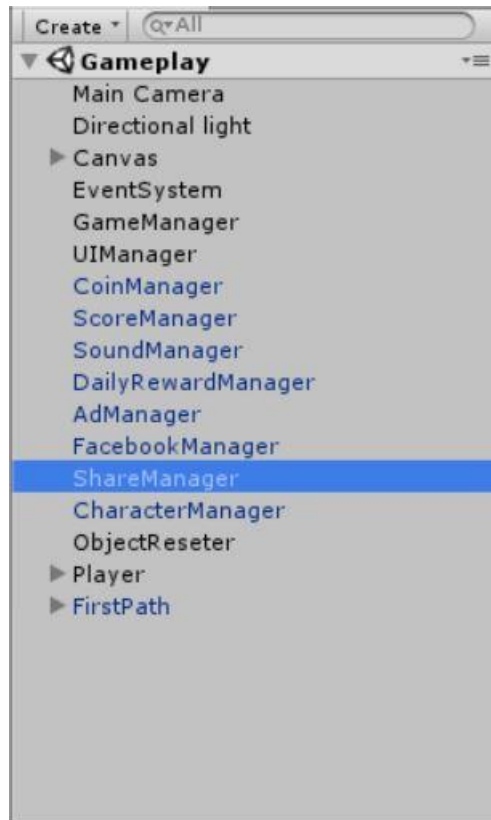 Create All
Gameplay
Main Camera
Directional light
Canvas
EventSystem
GameManager
UIManager
CoinManager
ScoreManager
SoundManager
DailyRewardManager
AdManager
FacebookManager
ShareManager
CharacterManager
ObjectReseter
Player
FirstPath